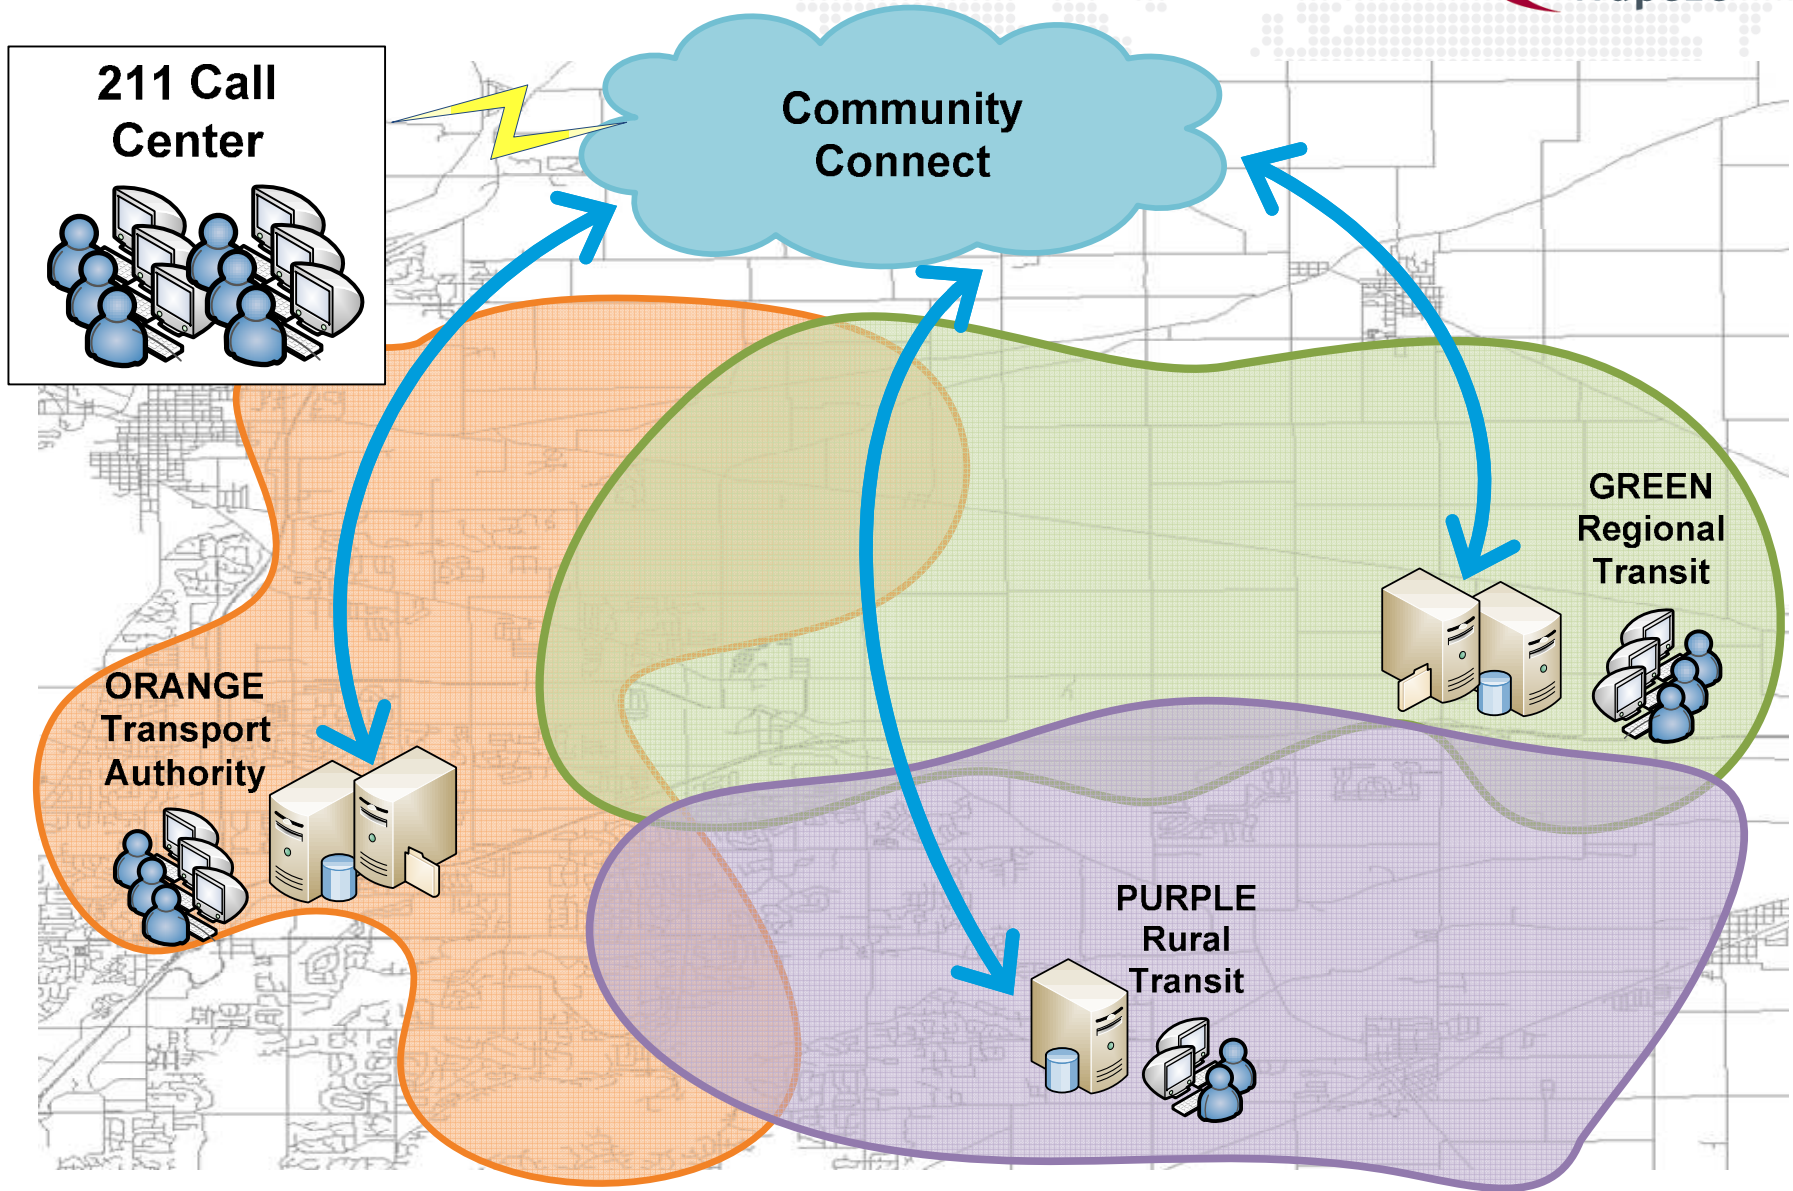 211 Call
Center
Community
Connect
GREEN
Regional
Transit
ORANGE
Transport
Authority
PURPLE
Rural
Transit